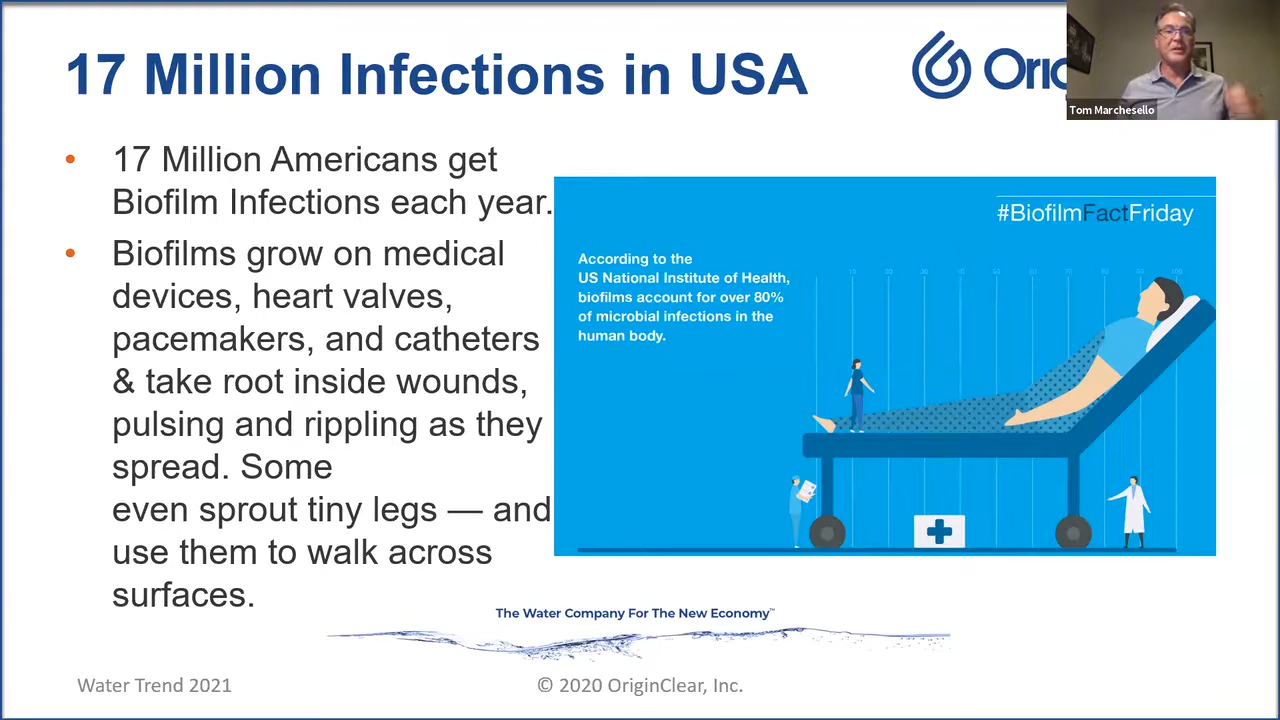 17 Million Infections in USA
Tom Marchesello
17 Million Americans get
Biofilm Infections each year.
Biofilms grow on medical
devices, heart valves,
pacemakers, and catheters
& take root inside wounds,
pulsing and rippling as they
spread. Some
even sprout tiny legs — and
use them to walk across
surfaces.
#BiofilmFactFriday
According to the
US National Institute of Health,
biofilms account for over 80%
of microbial infections in the
human body.
The Water Company For The New Economy™
Water Trend 2021
© 2020 OriginClear, Inc.